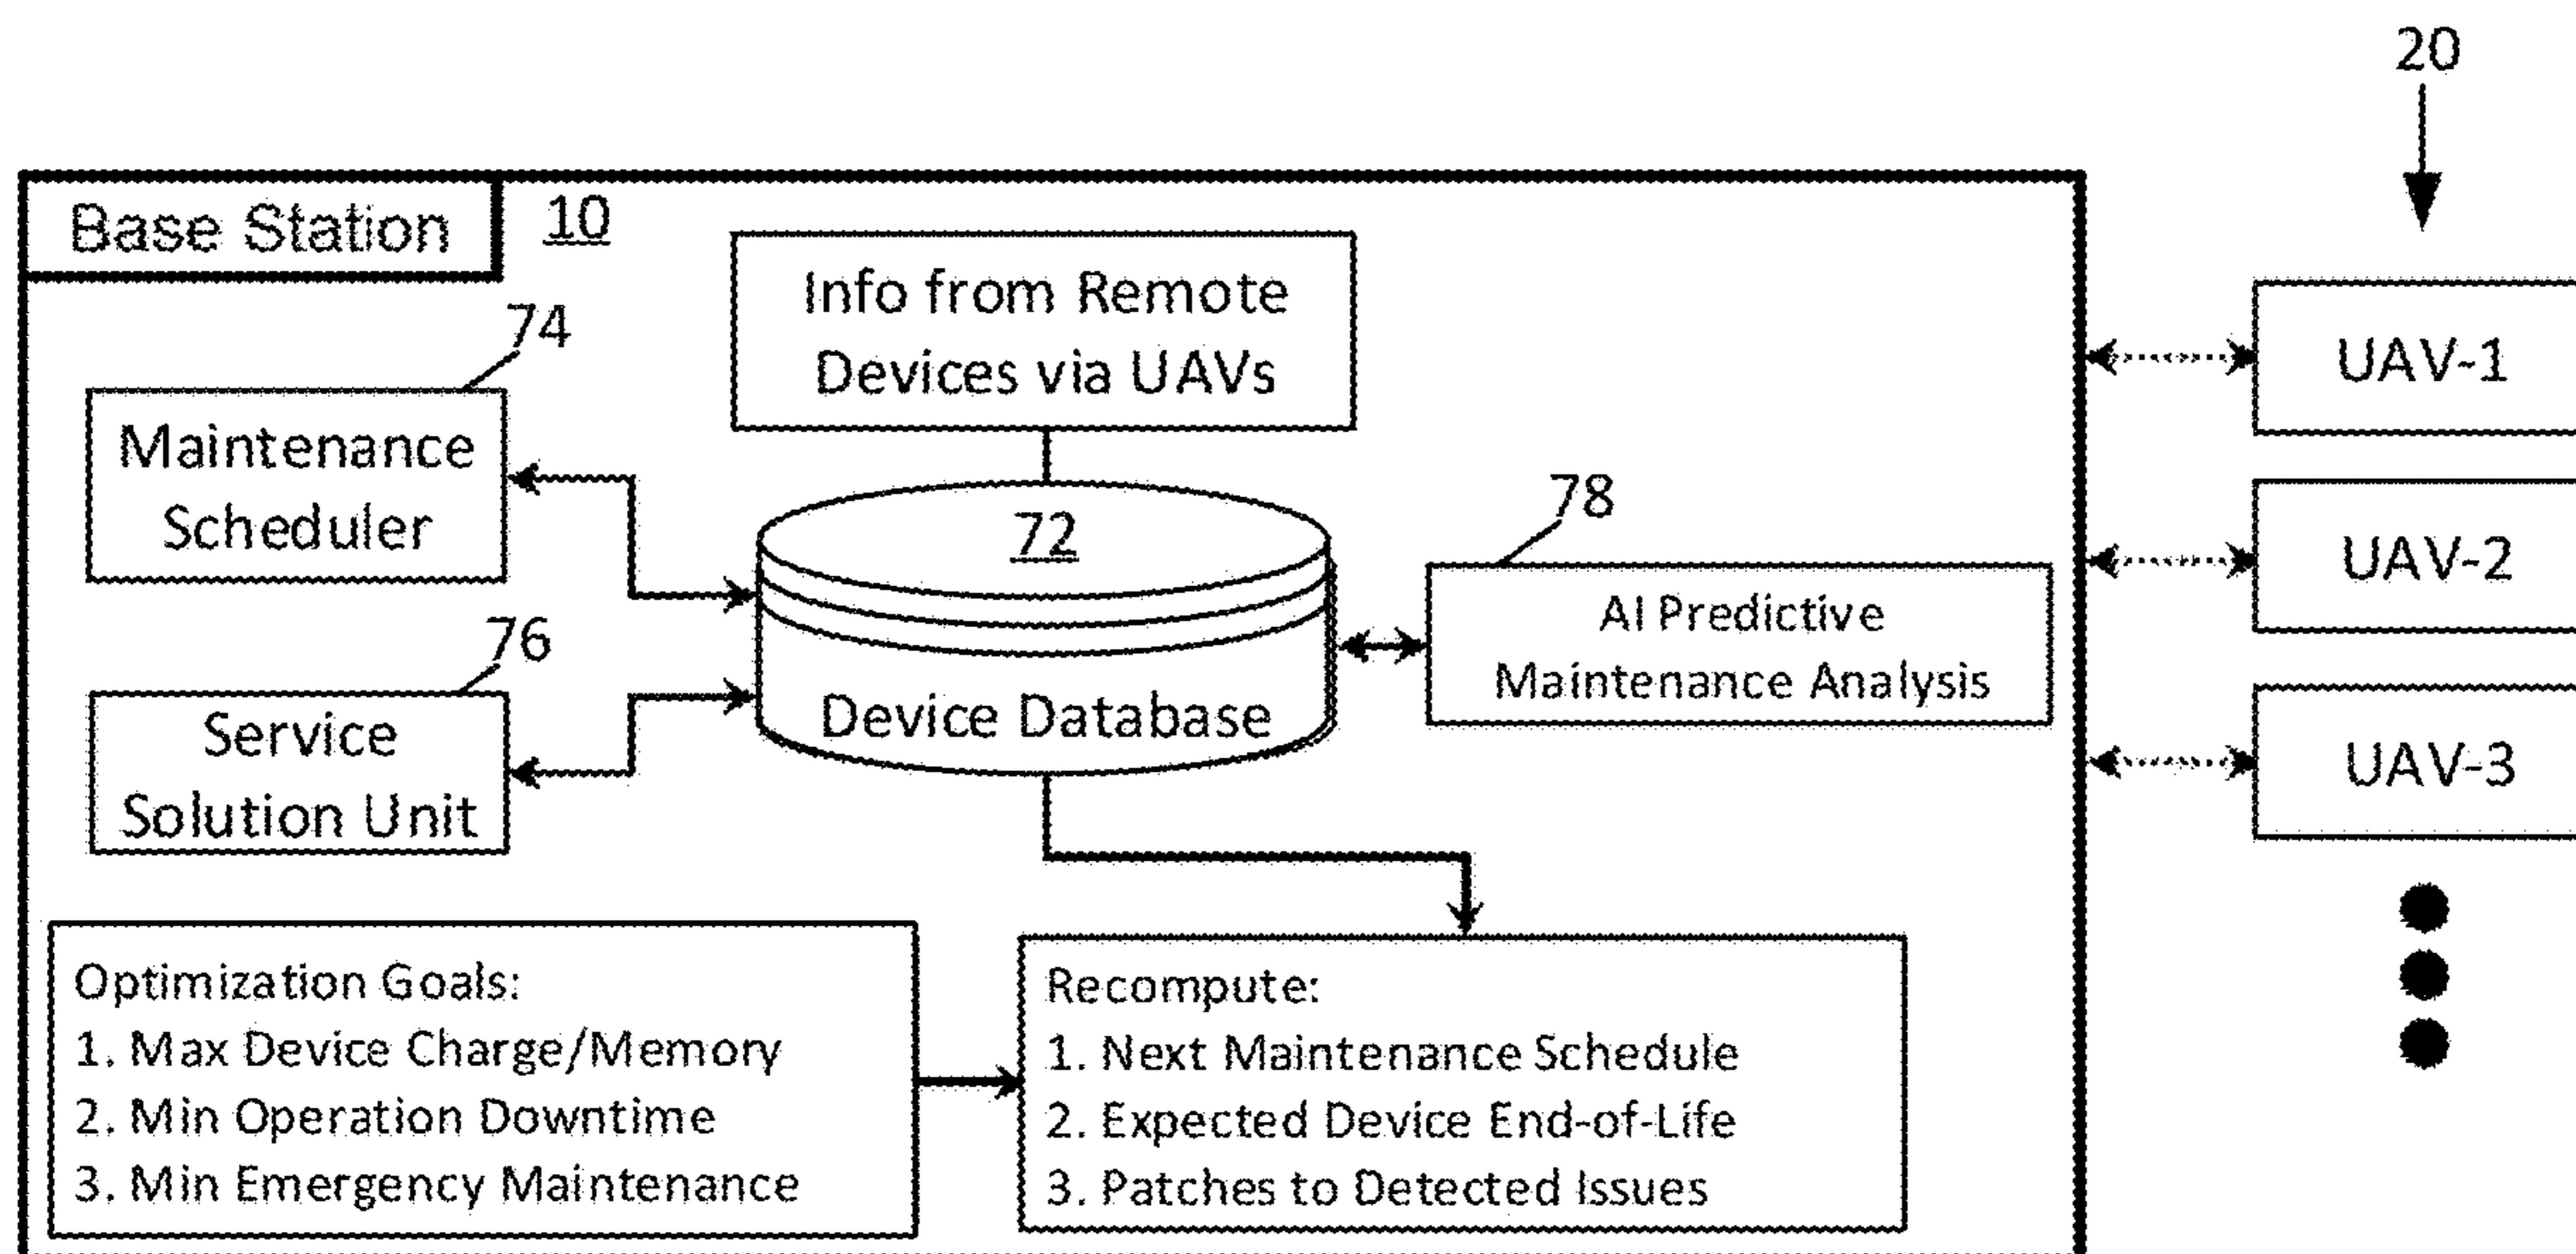 20
Base Station
10
Info from Remote
Devices via UAVs
74
Maintenance
Scheduler
72
Device Database
78
AI Predictive
Maintenance Analysis
76
Service
Solution Unit
Optimization Goals:
1. Max Device Charge/Memory
2. Min Operation Downtime
3. Min Emergency Maintenance
Recompute:
1. Next Maintenance Schedule
2. Expected Device End-of-Life
3. Patches to Detected Issues
UAV-1
UAV-2
UAV-3